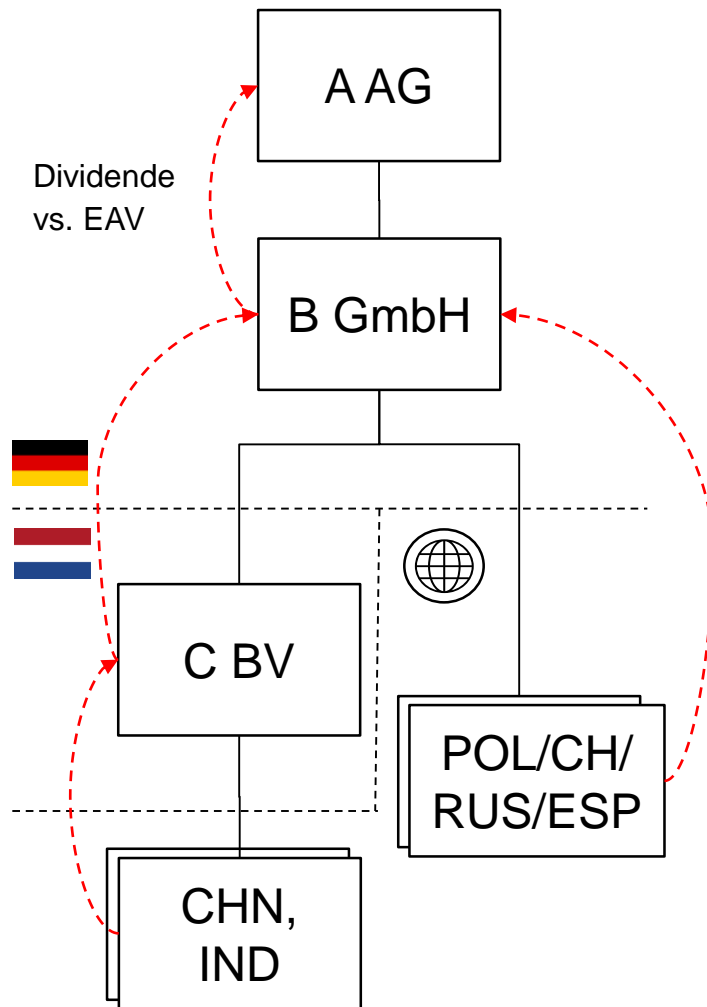 A AG
Dividende
vs. EAV
B GmbH
C BV
POL/CH/
RUS/ESP
CHN,
IND